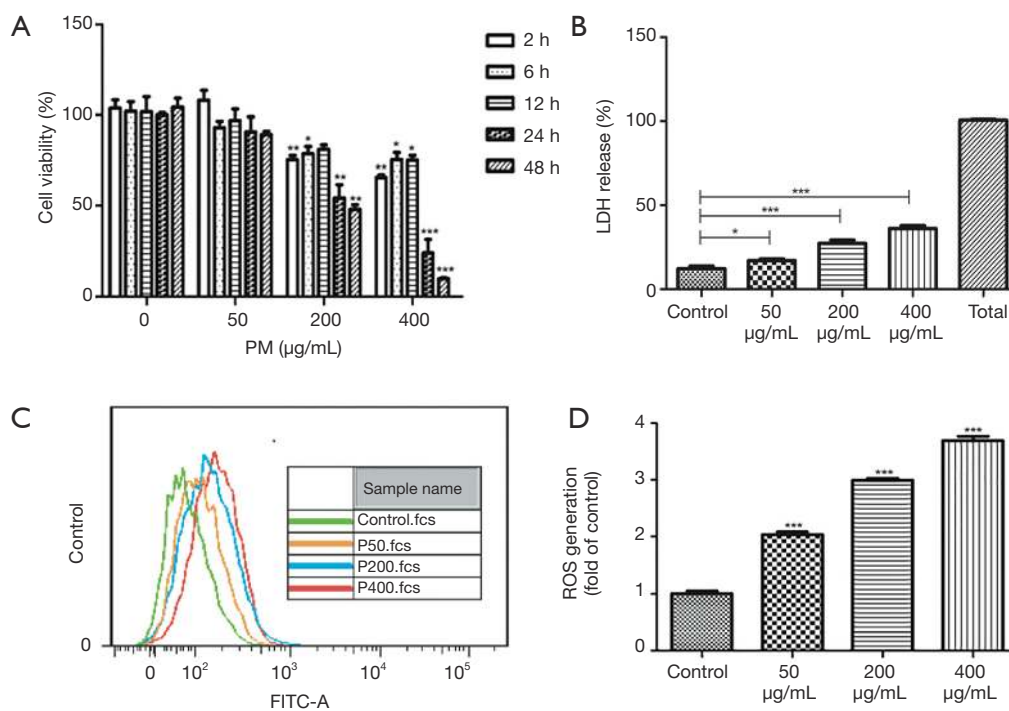 A
150
100
50
0
Cell viability (%)
** * ** **
** * * *** ***
0 50 200 400
PM (µg/mL)
2 h
6 h
12 h
24 h
48 h
B
150
100
50
0
LDH release (%)
***
***
*
Control 50 200 400 Total
µg/mL µg/mL µg/mL
C
Control
0
Sample name
Control.fcs
P50.fcs
P200.fcs
P400.fcs
0 10² 10³ 10⁴ 10⁵
FITC-A
D
4
3
2
1
0
ROS generation
(fold of control)
*** *** ***
Control 50 200 400
µg/mL µg/mL µg/mL